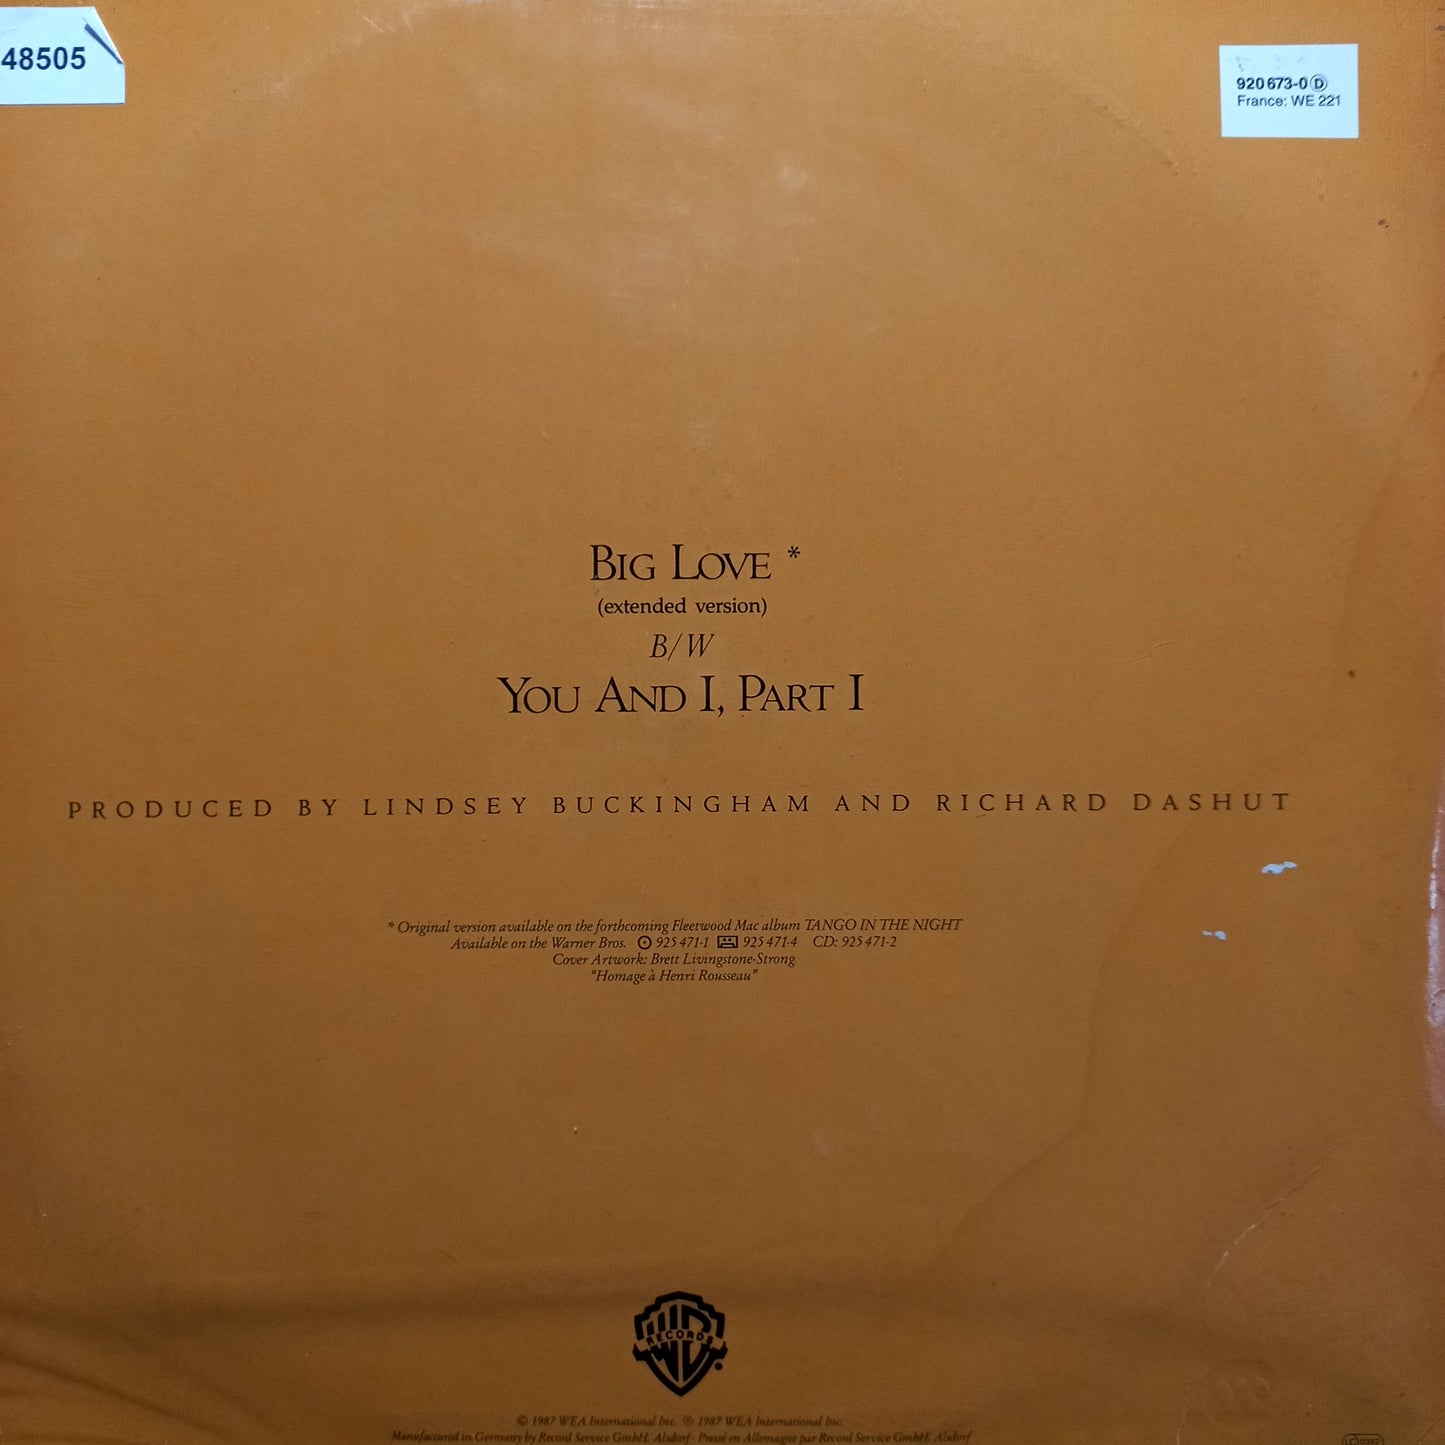 48505
920 673-0 Ⓓ
France: WE 221
BIG LOVE *
(extended version)
B/W
YOU AND I, PART I
PRODUCED BY LINDSEY BUCKINGHAM AND RICHARD DASHUT
* Original version available on the forthcoming Fleetwood Mac album TANGO IN THE NIGHT
Available on the Warner Bros. 925 471-1 925 471-4 CD: 925 471-2
Cover Artwork: Brett Livingstone-Strong
“Homage à Henri Rousseau”
WB
RECORDS
© 1987 WEA International Inc. ℗ 1987 WEA International Inc.
Manufactured in Germany by Record Service GmbH. Alsdorf · Pressé en Allemagne par Record Service GmbH. Alsdorf